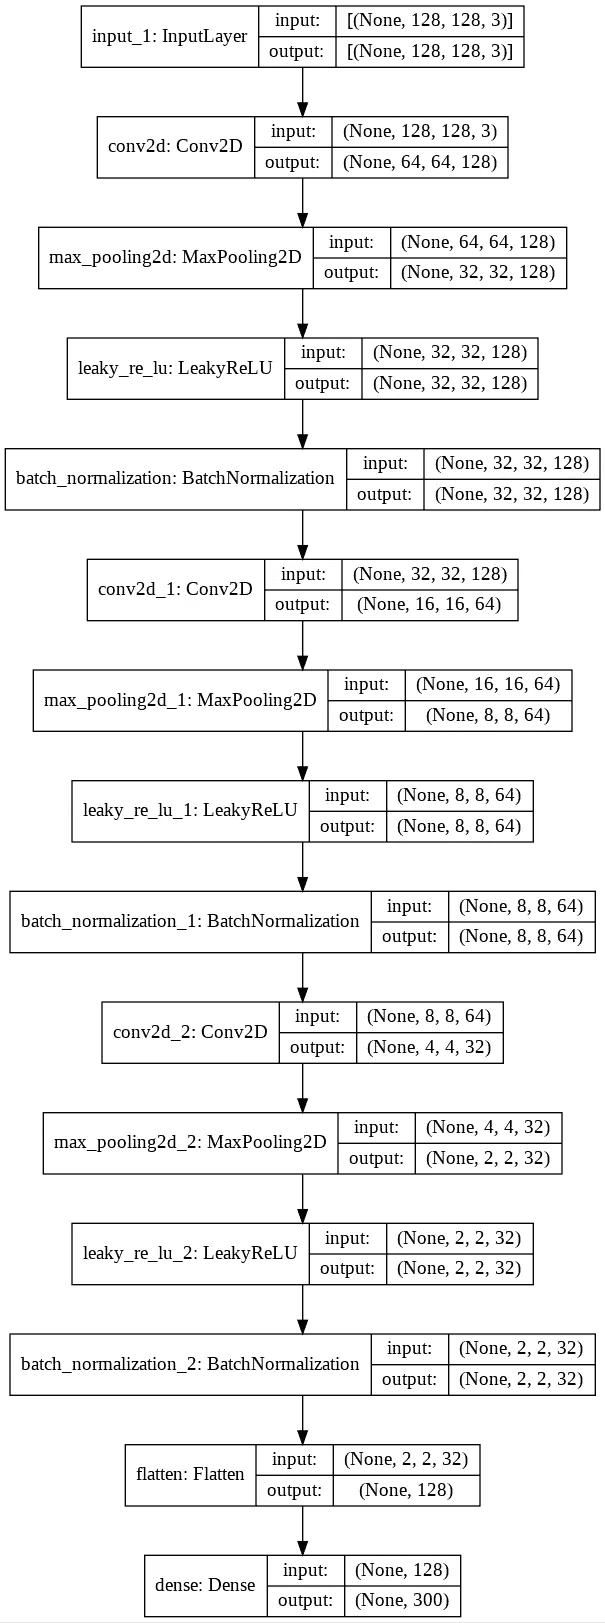 input_1: InputLayer
input: [(None, 128, 128, 3)]
output: [(None, 128, 128, 3)]
conv2d: Conv2D
input: (None, 128, 128, 3)
output: (None, 64, 64, 128)
max_pooling2d: MaxPooling2D
input: (None, 64, 64, 128)
output: (None, 32, 32, 128)
leaky_re_lu: LeakyReLU
input: (None, 32, 32, 128)
output: (None, 32, 32, 128)
batch_normalization: BatchNormalization
input: (None, 32, 32, 128)
output: (None, 32, 32, 128)
conv2d_1: Conv2D
input: (None, 32, 32, 128)
output: (None, 16, 16, 64)
max_pooling2d_1: MaxPooling2D
input: (None, 16, 16, 64)
output: (None, 8, 8, 64)
leaky_re_lu_1: LeakyReLU
input: (None, 8, 8, 64)
output: (None, 8, 8, 64)
batch_normalization_1: BatchNormalization
input: (None, 8, 8, 64)
output: (None, 8, 8, 64)
conv2d_2: Conv2D
input: (None, 8, 8, 64)
output: (None, 4, 4, 32)
max_pooling2d_2: MaxPooling2D
input: (None, 4, 4, 32)
output: (None, 2, 2, 32)
leaky_re_lu_2: LeakyReLU
input: (None, 2, 2, 32)
output: (None, 2, 2, 32)
batch_normalization_2: BatchNormalization
input: (None, 2, 2, 32)
output: (None, 2, 2, 32)
flatten: Flatten
input: (None, 2, 2, 32)
output: (None, 128)
dense: Dense
input: (None, 128)
output: (None, 300)